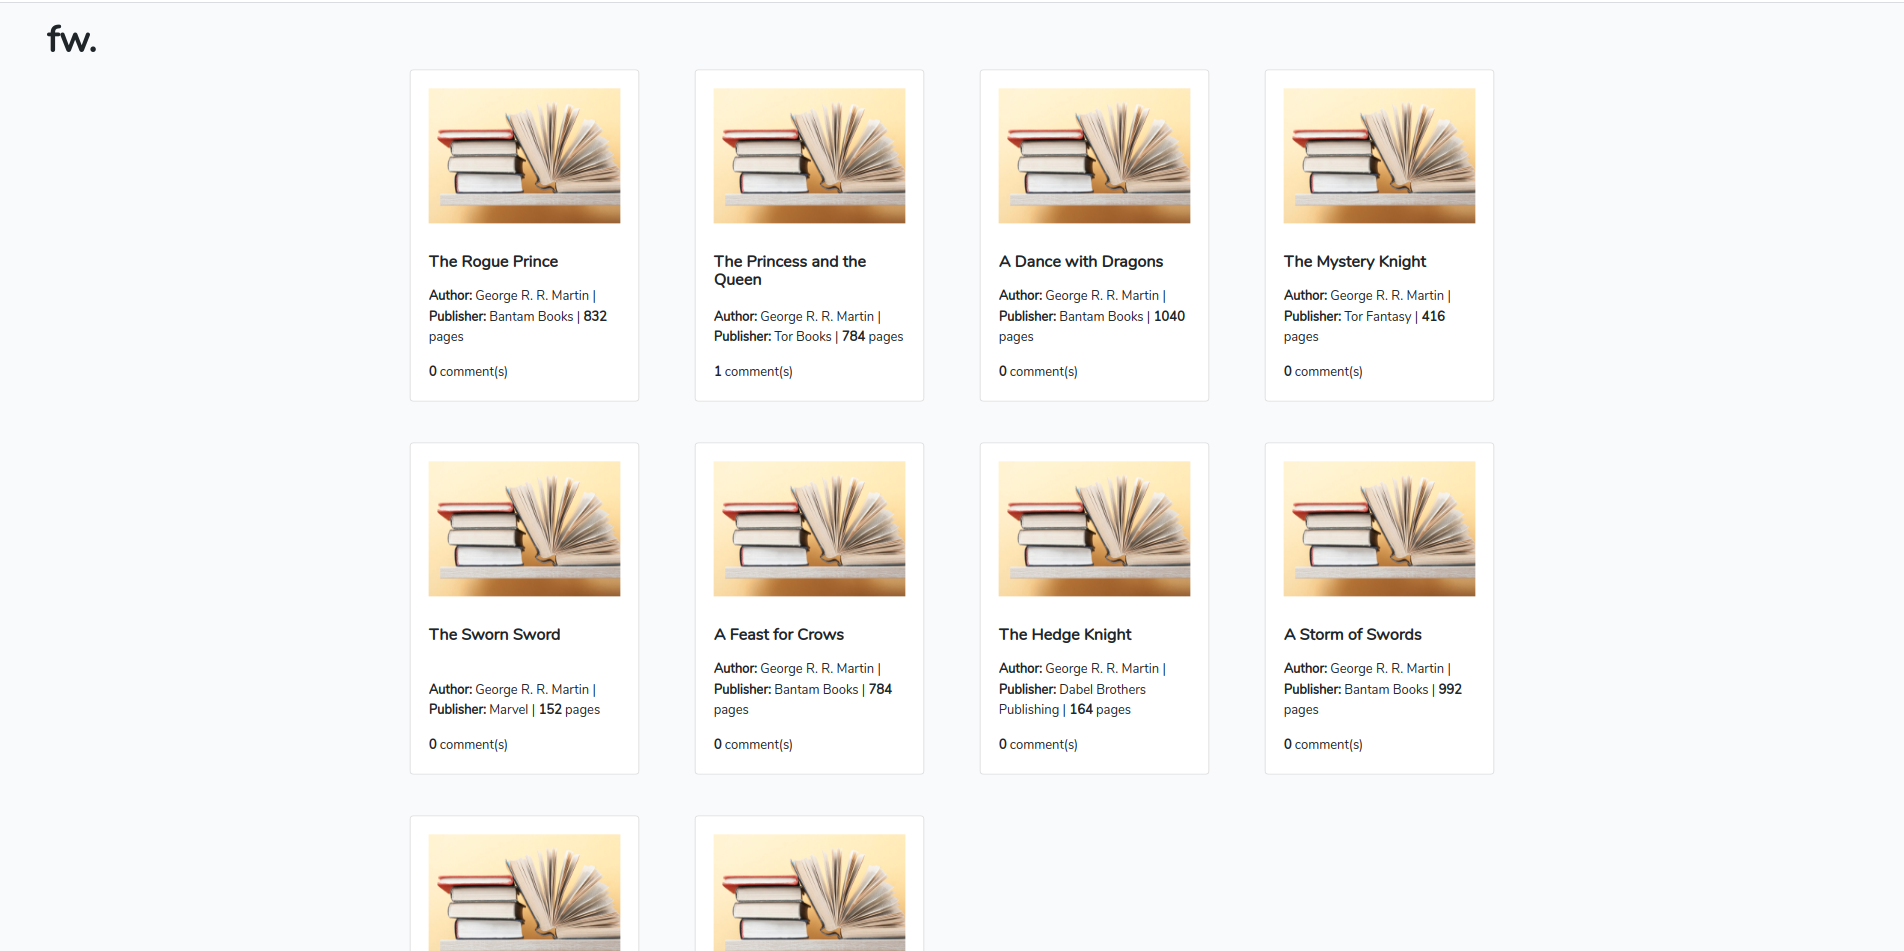 fw.
The Rogue Prince
Author: George R. R. Martin |
Publisher: Bantam Books | 832
pages
0 comment(s)
The Princess and the
Queen
Author: George R. R. Martin |
Publisher: Tor Books | 784 pages
1 comment(s)
A Dance with Dragons
Author: George R. R. Martin |
Publisher: Bantam Books | 1040
pages
0 comment(s)
The Mystery Knight
Author: George R. R. Martin |
Publisher: Tor Fantasy | 416
pages
0 comment(s)
The Sworn Sword
Author: George R. R. Martin |
Publisher: Marvel | 152 pages
0 comment(s)
A Feast for Crows
Author: George R. R. Martin |
Publisher: Bantam Books | 784
pages
0 comment(s)
The Hedge Knight
Author: George R. R. Martin |
Publisher: Dabel Brothers
Publishing | 164 pages
0 comment(s)
A Storm of Swords
Author: George R. R. Martin |
Publisher: Bantam Books | 992
pages
0 comment(s)